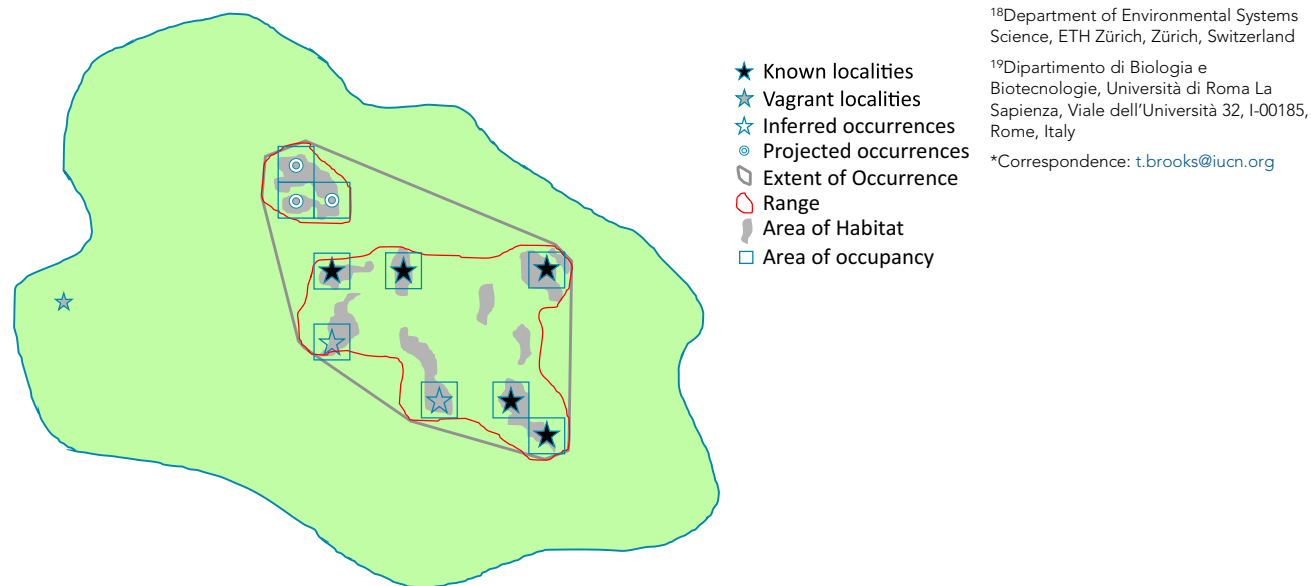 Known localities
Vagrant localities
Inferred occurrences
Projected occurrences
Extent of Occurrence
Range
Area of Habitat
Area of occupancy
¹⁸Department of Environmental Systems
Science, ETH Zürich, Zürich, Switzerland
¹⁹Dipartimento di Biologia e
Biotecnologie, Università di Roma La
Sapienza, Viale dell’Università 32, I-00185,
Rome, Italy
*Correspondence: t.brooks@iucn.org